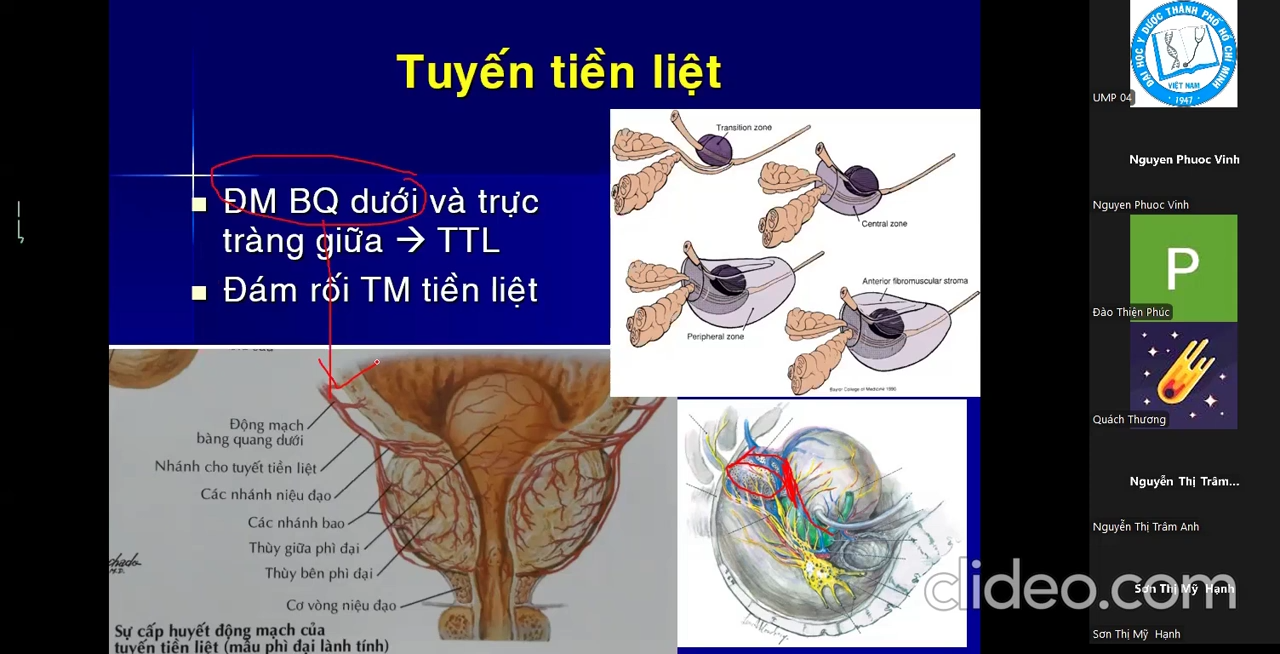 Tuyến tiền liệt
ĐM BQ dưới và trực
tràng giữa → TTL
Đám rối TM tiền liệt
Transition zone
Central zone
Peripheral zone
Anterior fibromuscular stroma
Baylor College of Medicine 1990
Động mạch
bàng quang dưới
Nhánh cho tuyết tiền liệt
Các nhánh niệu đạo
Các nhánh bao
Thùy giữa phì đại
Thùy bên phì đại
Cơ vòng niệu đạo
Sự cấp huyết động mạch của
tuyến tiền liệt (mẫu phì đại lành tính)
ĐẠI HỌC Y DƯỢC THÀNH PHỐ HỒ CHÍ MINH
VIỆT NAM
1947
UMP 04
Nguyen Phuoc Vinh
Nguyen Phuoc Vinh
P
Đào Thiện Phúc
Quách Thương
Nguyễn Thị Trâm...
Nguyễn Thị Trâm Anh
clideo.com
Sơn Thị Mỹ Hạnh
Sơn Thị Mỹ Hạnh